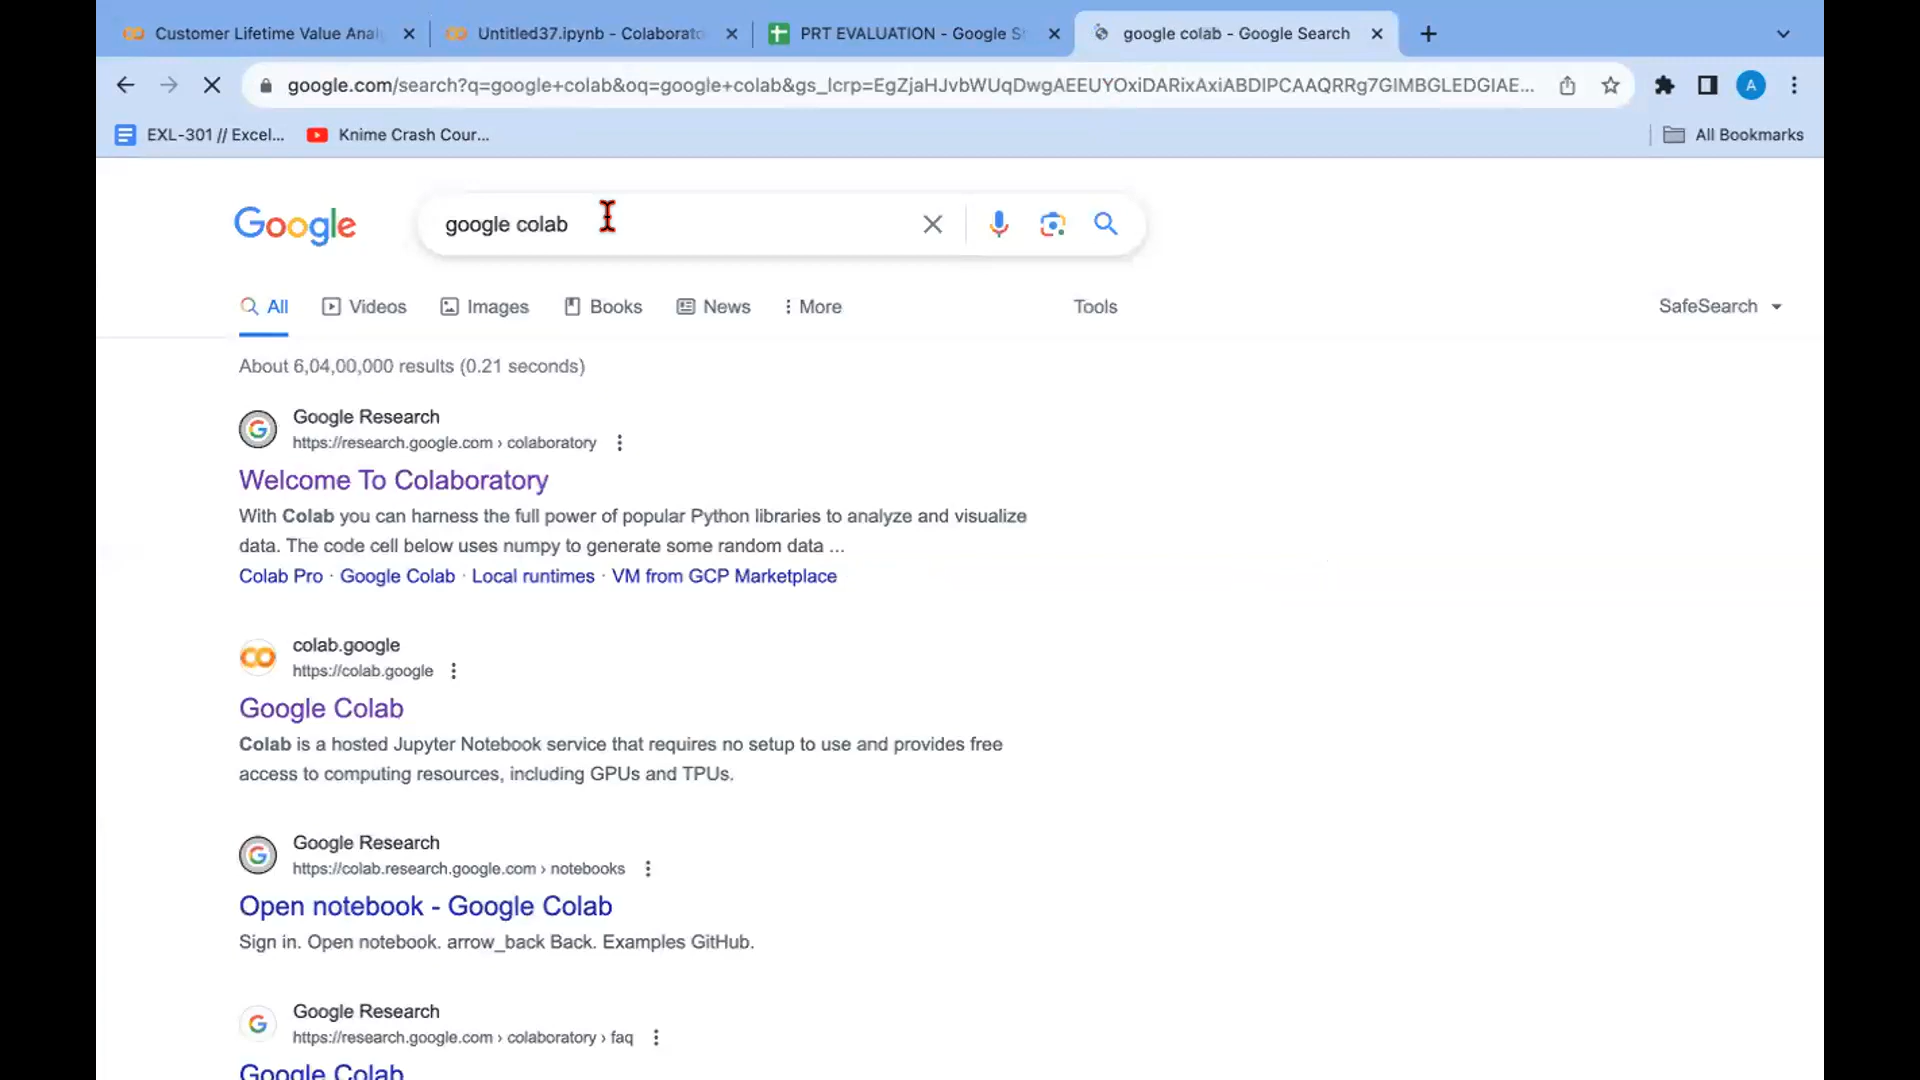 Customer Lifetime Value Anal
Untitled37.ipynb - Colaborato
PRT EVALUATION - Google S
google colab - Google Search
google.com/search?q=google+colab&oq=google+colab&gs_lcrp=EgZjaHJvbWUqDwgAEEUYOxiDARixAxiABDIPCAAQRRg7GIMBGLEDGIAE...
A
EXL-301 // Excel...
Knime Crash Cour...
All Bookmarks
Google
google colab
All
Videos
Images
Books
News
More
Tools
SafeSearch
About 6,04,00,000 results (0.21 seconds)
Google Research
https://research.google.com › colaboratory
Welcome To Colaboratory
With Colab you can harness the full power of popular Python libraries to analyze and visualize
data. The code cell below uses numpy to generate some random data ...
Colab Pro · Google Colab · Local runtimes · VM from GCP Marketplace
colab.google
https://colab.google
Google Colab
Colab is a hosted Jupyter Notebook service that requires no setup to use and provides free
access to computing resources, including GPUs and TPUs.
Google Research
https://colab.research.google.com › notebooks
Open notebook - Google Colab
Sign in. Open notebook. arrow_back Back. Examples GitHub.
Google Research
https://research.google.com › colaboratory › faq
Google Colab